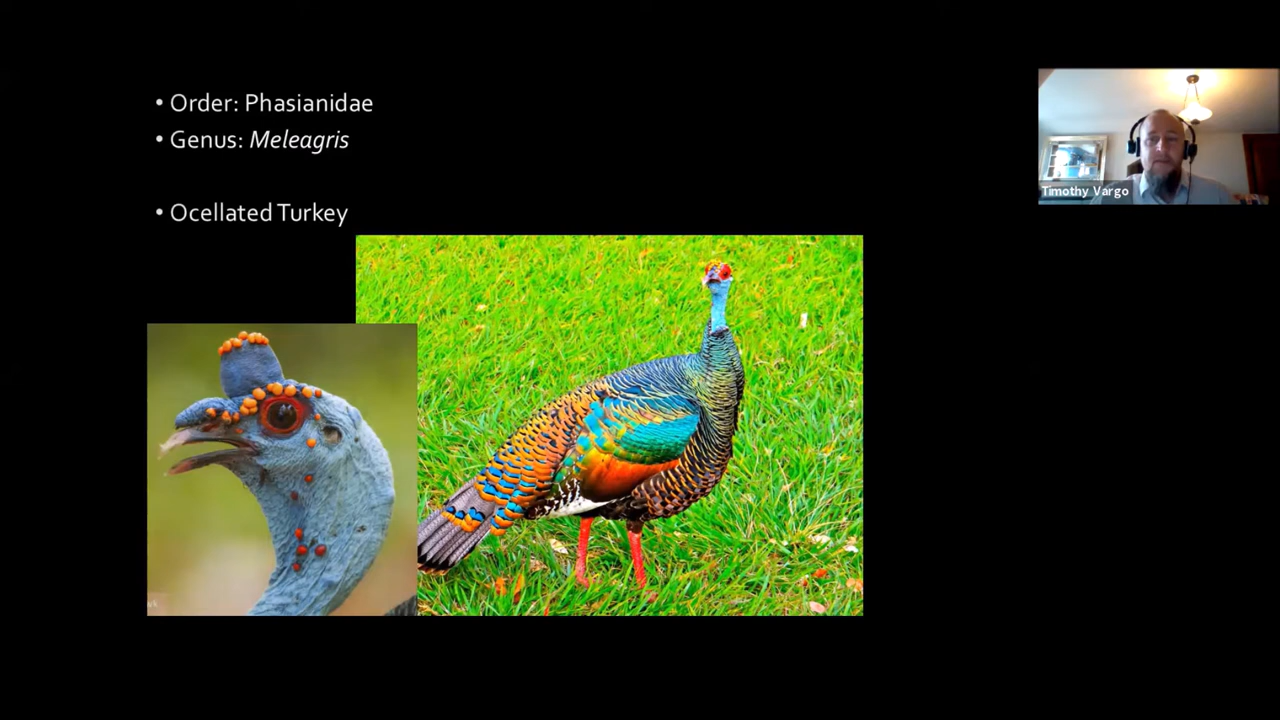 • Order: Phasianidae
• Genus: Meleagris
• Ocellated Turkey
Timothy Vargo